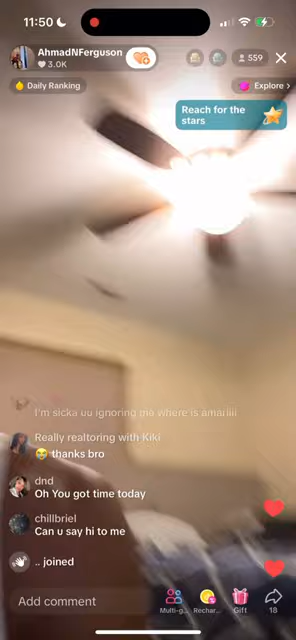 11:50
AhmadNFerguson
3.0K
559
Daily Ranking
Explore >
Reach for the
stars
I'm sicka uu ignoring me where is amariiii
Really realtoring with Kiki
😭 thanks bro
dnd
Oh You got time today
chillbriel
Can u say hi to me
.. joined
Add comment
Multi-g...
Rechar...
Gift
18